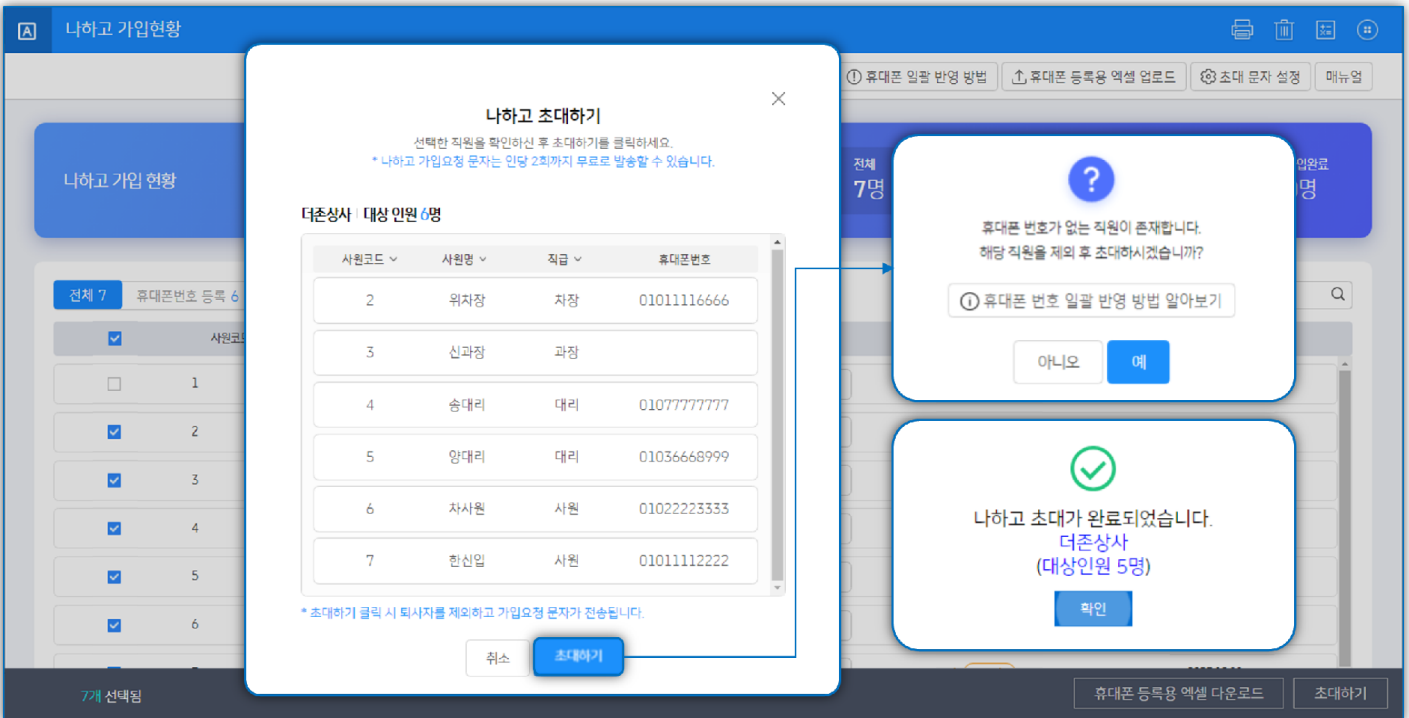 A 나하고 가입현황
휴대폰 일괄 반영 방법 휴대폰 등록용 엑셀 업로드 초대 문자 설정 매뉴얼
나하고 가입 현황
전체
7명
입완료
명
전체 7 휴대폰번호 등록 6
사원코드
1
2
3
4
5
6
7개 선택됨
휴대폰 등록용 엑셀 다운로드 초대하기
나하고 초대하기
선택한 직원을 확인하신 후 초대하기를 클릭하세요.
* 나하고 가입요청 문자는 인당 2회까지 무료로 발송할 수 있습니다.
더존상사 | 대상 인원 6명
사원코드 사원명 직급 휴대폰번호
2 위차장 차장 01011116666
3 신과장 과장
4 송대리 대리 01077777777
5 양대리 대리 01036668999
6 차사원 사원 01022223333
7 한신입 사원 01011112222
* 초대하기 클릭 시 퇴사자를 제외하고 가입요청 문자가 전송됩니다.
취소 초대하기
?
휴대폰 번호가 없는 직원이 존재합니다.
해당 직원을 제외 후 초대하시겠습니까?
휴대폰 번호 일괄 반영 방법 알아보기
아니오 예
나하고 초대가 완료되었습니다.
더존상사
(대상인원 5명)
확인